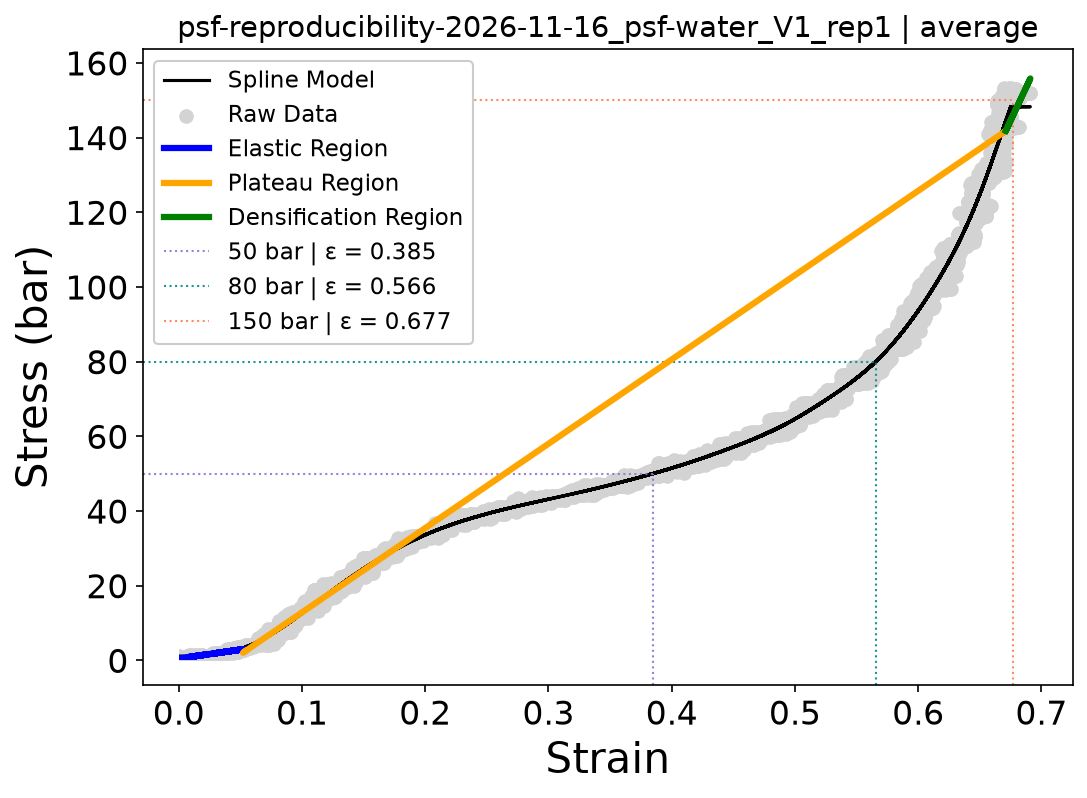 psf-reproducibility-2026-11-16_psf-water_V1_rep1 | average
Spline Model
Raw Data
Elastic Region
Plateau Region
Densification Region
50 bar | ε = 0.385
80 bar | ε = 0.566
150 bar | ε = 0.677
Stress (bar)
160
140
120
100
80
60
40
20
0
0.0 0.1 0.2 0.3 0.4 0.5 0.6 0.7
Strain